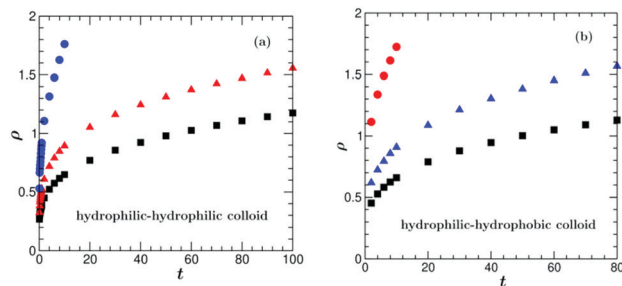 2
(a)
1.5
ρ
1
0.5
hydrophilic-hydrophilic colloid
0
0 20 40 60 80 100
t
2
(b)
1.5
ρ
1
0.5
hydrophilic-hydrophobic colloid
0
0 20 40 60 80
t